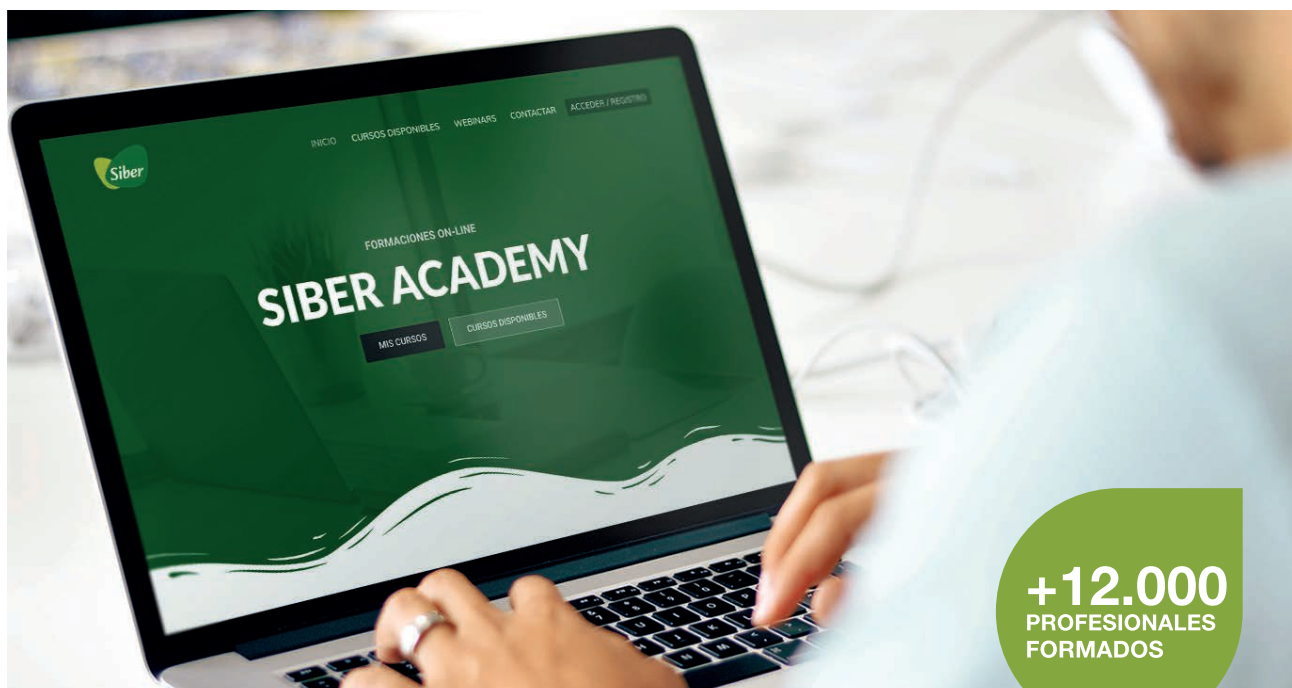 INICIO CURSOS DISPONIBLES WEBINARS CONTACTAR ACCEDER / REGISTRO
Siber
FORMACIONES ON-LINE
SIBER ACADEMY
MIS CURSOS CURSOS DISPONIBLES
+12.000
PROFESIONALES
FORMADOS